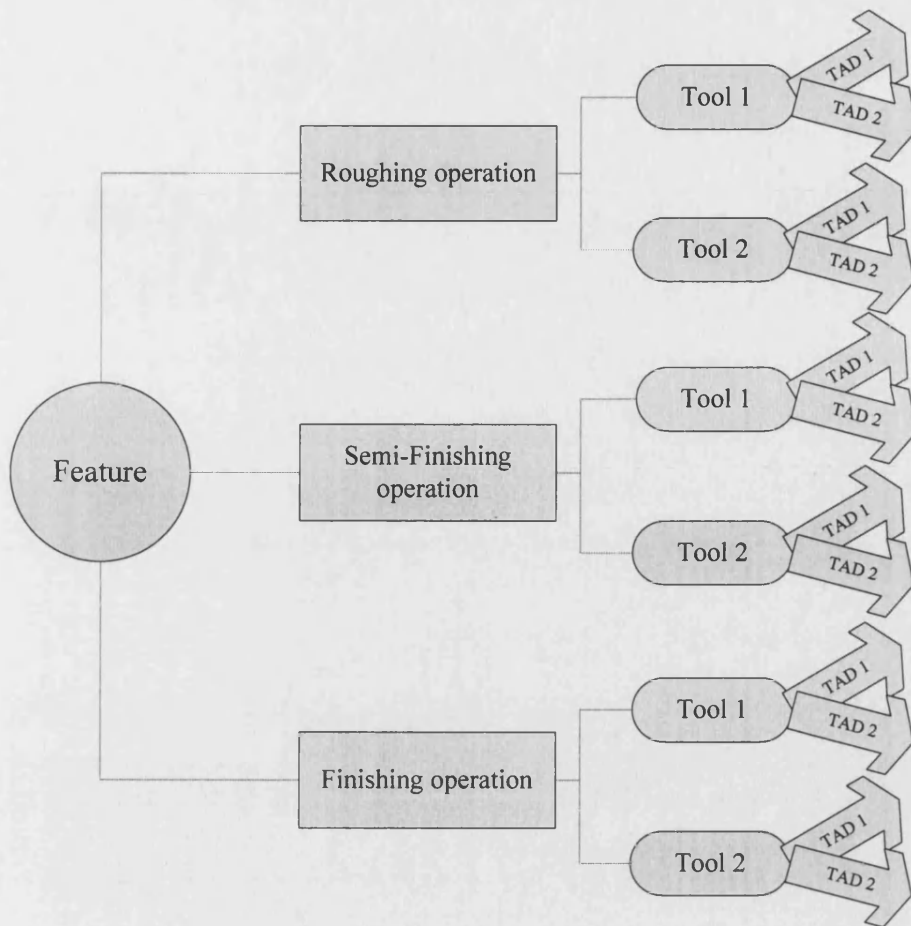 TAD 1
Tool 1
TAD 2
Roughing operation
TAD 1
Tool 2
TAD 2
TAD 1
Tool 1
TAD 2
Feature
Semi-Finishing
operation
TAD 1
Tool 2
TAD 2
TAD 1
Tool 1
TAD 2
Finishing operation
TAD 1
Tool 2
TAD 2